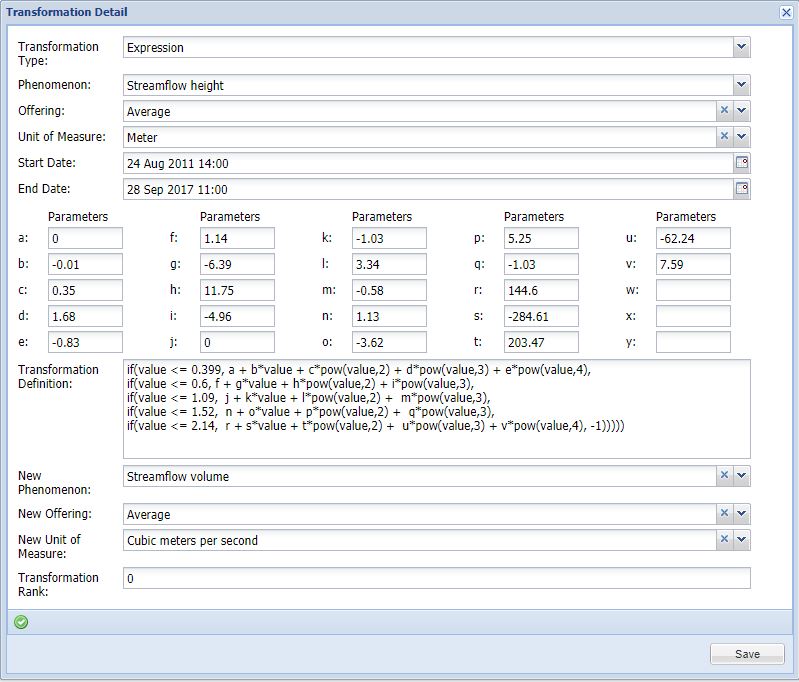 Transformation Detail
Transformation Type: Expression
Phenomenon: Streamflow height
Offering: Average
Unit of Measure: Meter
Start Date: 24 Aug 2011 14:00
End Date: 28 Sep 2017 11:00
Parameters Parameters Parameters Parameters Parameters
a: 0 f: 1.14 k: -1.03 p: 5.25 u: -62.24
b: -0.01 g: -6.39 l: 3.34 q: -1.03 v: 7.59
c: 0.35 h: 11.75 m: -0.58 r: 144.6 w:
d: 1.68 i: -4.96 n: 1.13 s: -284.61 x:
e: -0.83 j: 0 o: -3.62 t: 203.47 y:
Transformation Definition:
if(value <= 0.399, a + b*value + c*pow(value,2) + d*pow(value,3) + e*pow(value,4),
if(value <= 0.6, f + g*value + h*pow(value,2) + i*pow(value,3),
if(value <= 1.09, j + k*value + l*pow(value,2) + m*pow(value,3),
if(value <= 1.52, n + o*value + p*pow(value,2) + q*pow(value,3),
if(value <= 2.14, r + s*value + t*pow(value,2) + u*pow(value,3) + v*pow(value,4), -1)))))
New Phenomenon: Streamflow volume
New Offering: Average
New Unit of Measure: Cubic meters per second
Transformation Rank: 0
Save